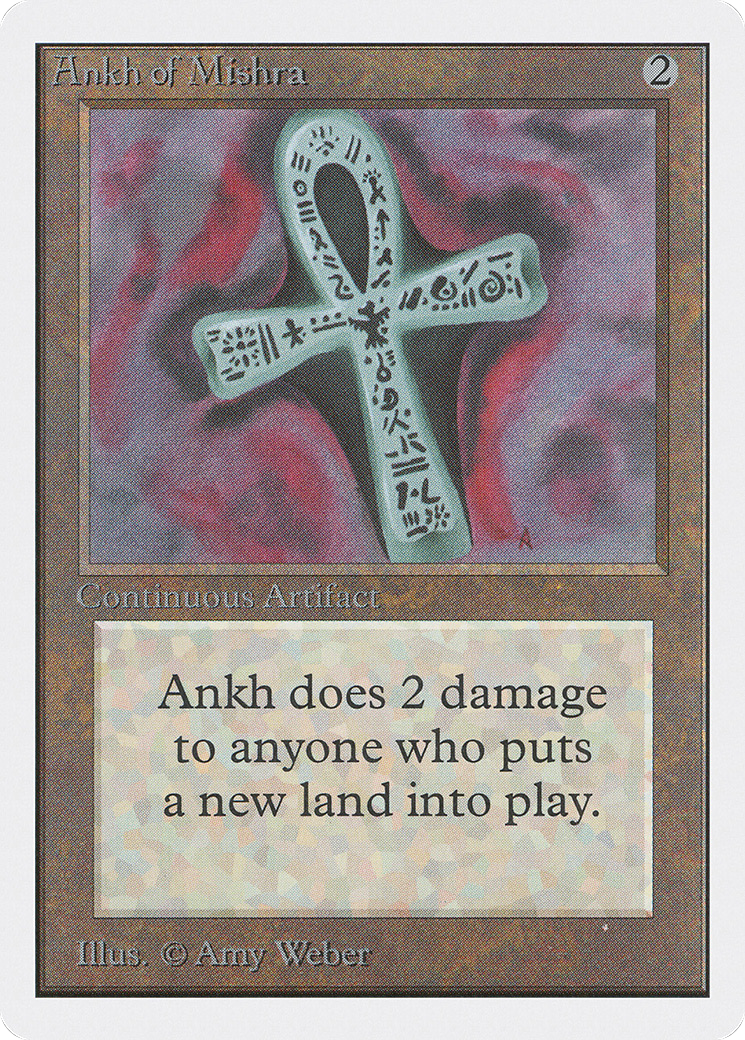 Ankh of Mishra
2
Continuous Artifact
Ankh does 2 damage
to anyone who puts
a new land into play.
Illus. © Amy Weber